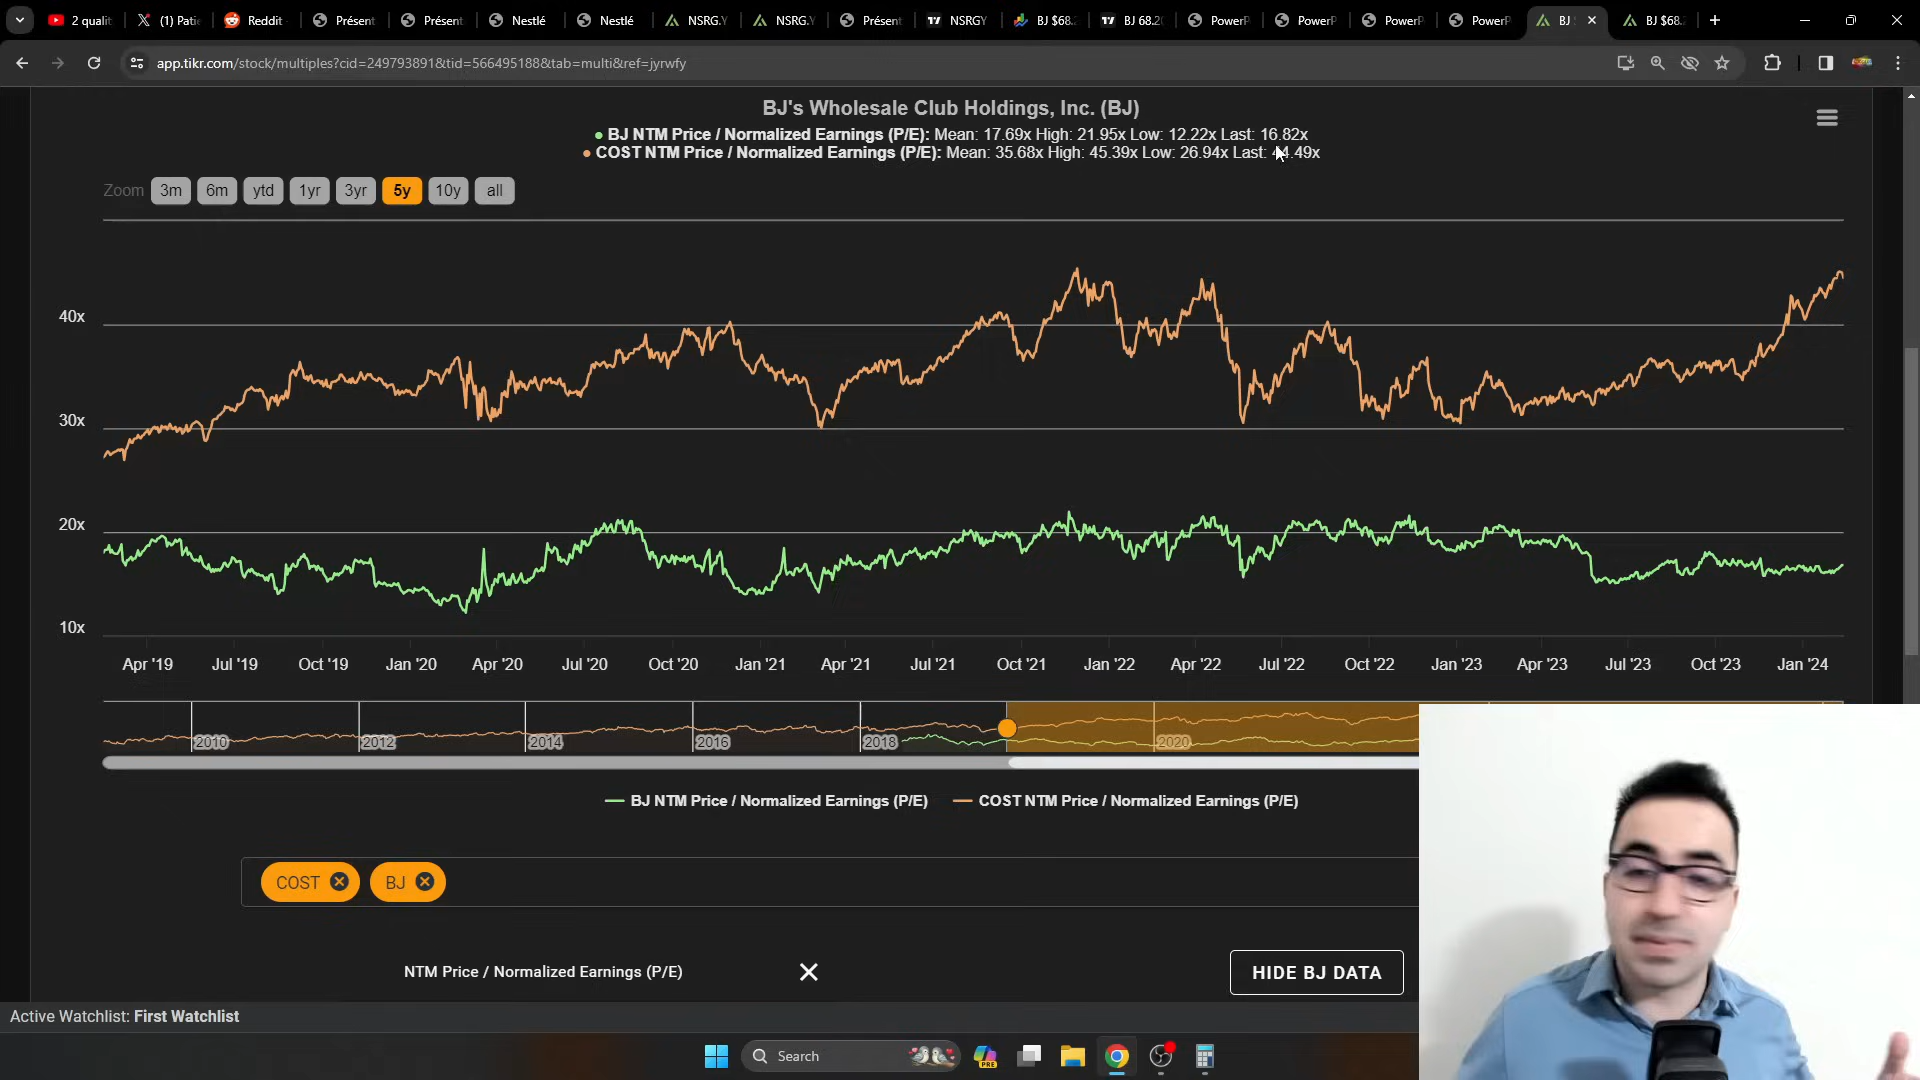 2 qualit
(1) Patie
Reddit
Présent
Présent
Nestlé
Nestlé
NSRG.Y
NSRG.Y
Présent
NSRGY
BJ $68.2
BJ 68.20
PowerP
PowerP
PowerP
PowerP
BJ
BJ $68.2
app.tikr.com/stock/multiples?cid=249793891&tid=566495188&tab=multi&ref=jyrwfy
BJ's Wholesale Club Holdings, Inc. (BJ)
BJ NTM Price / Normalized Earnings (P/E): Mean: 17.69x High: 21.95x Low: 12.22x Last: 16.82x
COST NTM Price / Normalized Earnings (P/E): Mean: 35.68x High: 45.39x Low: 26.94x Last: 44.49x
Zoom 3m 6m ytd 1yr 3yr 5y 10y all
40x
30x
20x
10x
Apr '19 Jul '19 Oct '19 Jan '20 Apr '20 Jul '20 Oct '20 Jan '21 Apr '21 Jul '21 Oct '21 Jan '22 Apr '22 Jul '22 Oct '22 Jan '23 Apr '23 Jul '23 Oct '23 Jan '24
2010 2012 2014 2016 2018 2020
BJ NTM Price / Normalized Earnings (P/E) COST NTM Price / Normalized Earnings (P/E)
COST BJ
NTM Price / Normalized Earnings (P/E)
HIDE BJ DATA
Active Watchlist: First Watchlist
Search
PRE